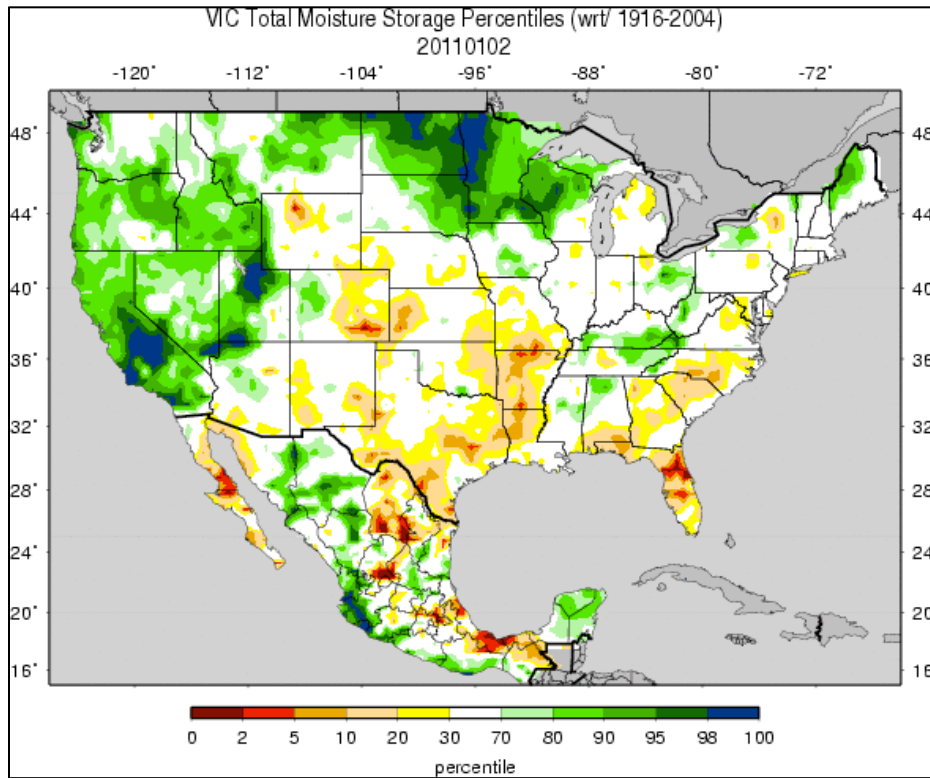 VIC Total Moisture Storage Percentiles (wrt/ 1916-2004)
20110102
-120° -112° -104° -96° -88° -80° -72°
48° 48°
44° 44°
40° 40°
36° 36°
32° 32°
28° 28°
24° 24°
20° 20°
16° 16°
0 2 5 10 20 30 70 80 90 95 98 100
percentile